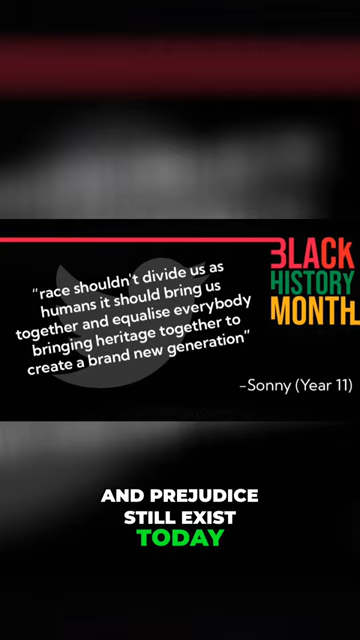 "race shouldn't divide us as
humans it should bring us
together and equalise everybody
bringing heritage together to
create a brand new generation"
BLACK
HISTORY
MONTH
-Sonny (Year 11)
AND PREJUDICE
STILL EXIST
TODAY